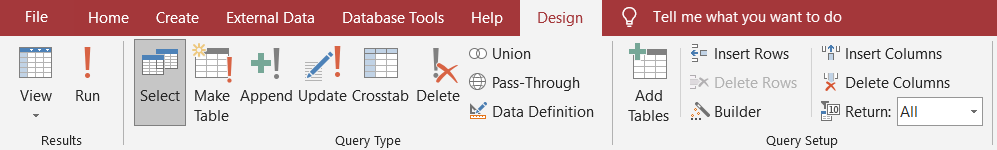 File Home Create External Data Database Tools Help Design Tell me what you want to do
View
Run
Results
Select
Make
Table
Append
Update
Crosstab
Delete
Union
Pass-Through
Data Definition
Query Type
Add
Tables
Insert Rows
Delete Rows
Builder
Insert Columns
Delete Columns
10
Return: All
Query Setup